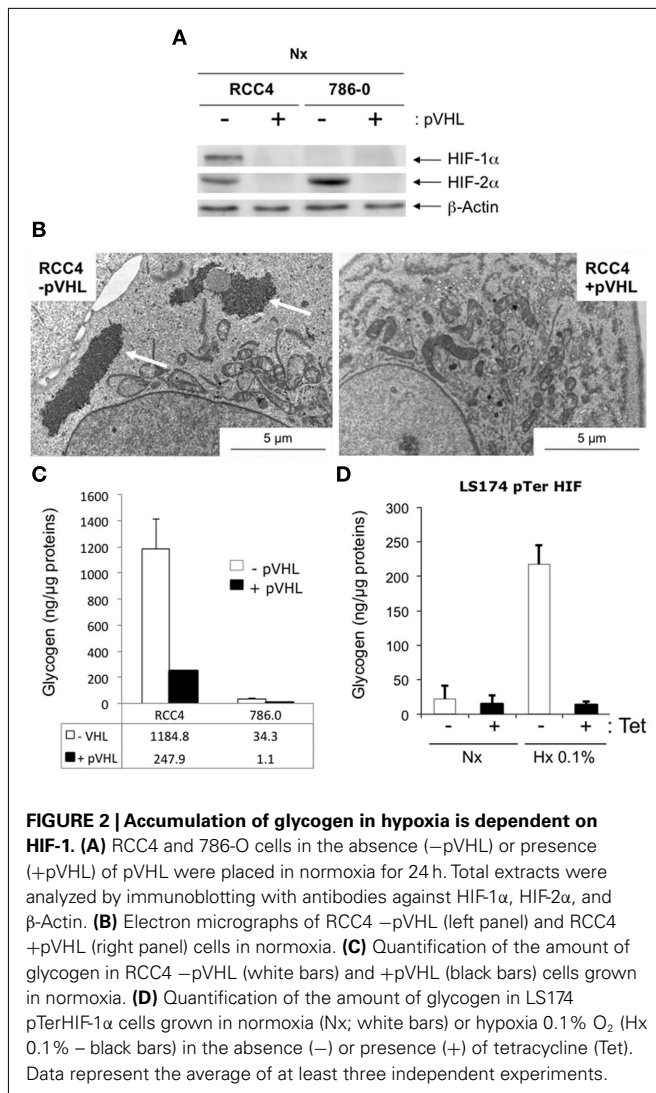 A
Nx
RCC4 786-0
- + - + : pVHL
HIF-1α
HIF-2α
β-Actin
B
RCC4
-pVHL
5 µm
RCC4
+pVHL
5 µm
C
Glycogen (ng/µg proteins)
1600
1400
1200
1000
800
600
400
200
0
- pVHL
+ pVHL
RCC4 786.0
- VHL 1184.8 34.3
+ pVHL 247.9 1.1
D
LS174 pTer HIF
Glycogen (ng/µg proteins)
300
250
200
150
100
50
0
- + - + : Tet
Nx Hx 0.1%
FIGURE 2 | Accumulation of glycogen in hypoxia is dependent on
HIF-1. (A) RCC4 and 786-O cells in the absence (−pVHL) or presence
(+pVHL) of pVHL were placed in normoxia for 24 h. Total extracts were
analyzed by immunoblotting with antibodies against HIF-1α, HIF-2α, and
β-Actin. (B) Electron micrographs of RCC4 −pVHL (left panel) and RCC4
+pVHL (right panel) cells in normoxia. (C) Quantification of the amount of
glycogen in RCC4 −pVHL (white bars) and +pVHL (black bars) cells grown
in normoxia. (D) Quantification of the amount of glycogen in LS174
pTerHIF-1α cells grown in normoxia (Nx; white bars) or hypoxia 0.1% O₂ (Hx
0.1% – black bars) in the absence (−) or presence (+) of tetracycline (Tet).
Data represent the average of at least three independent experiments.